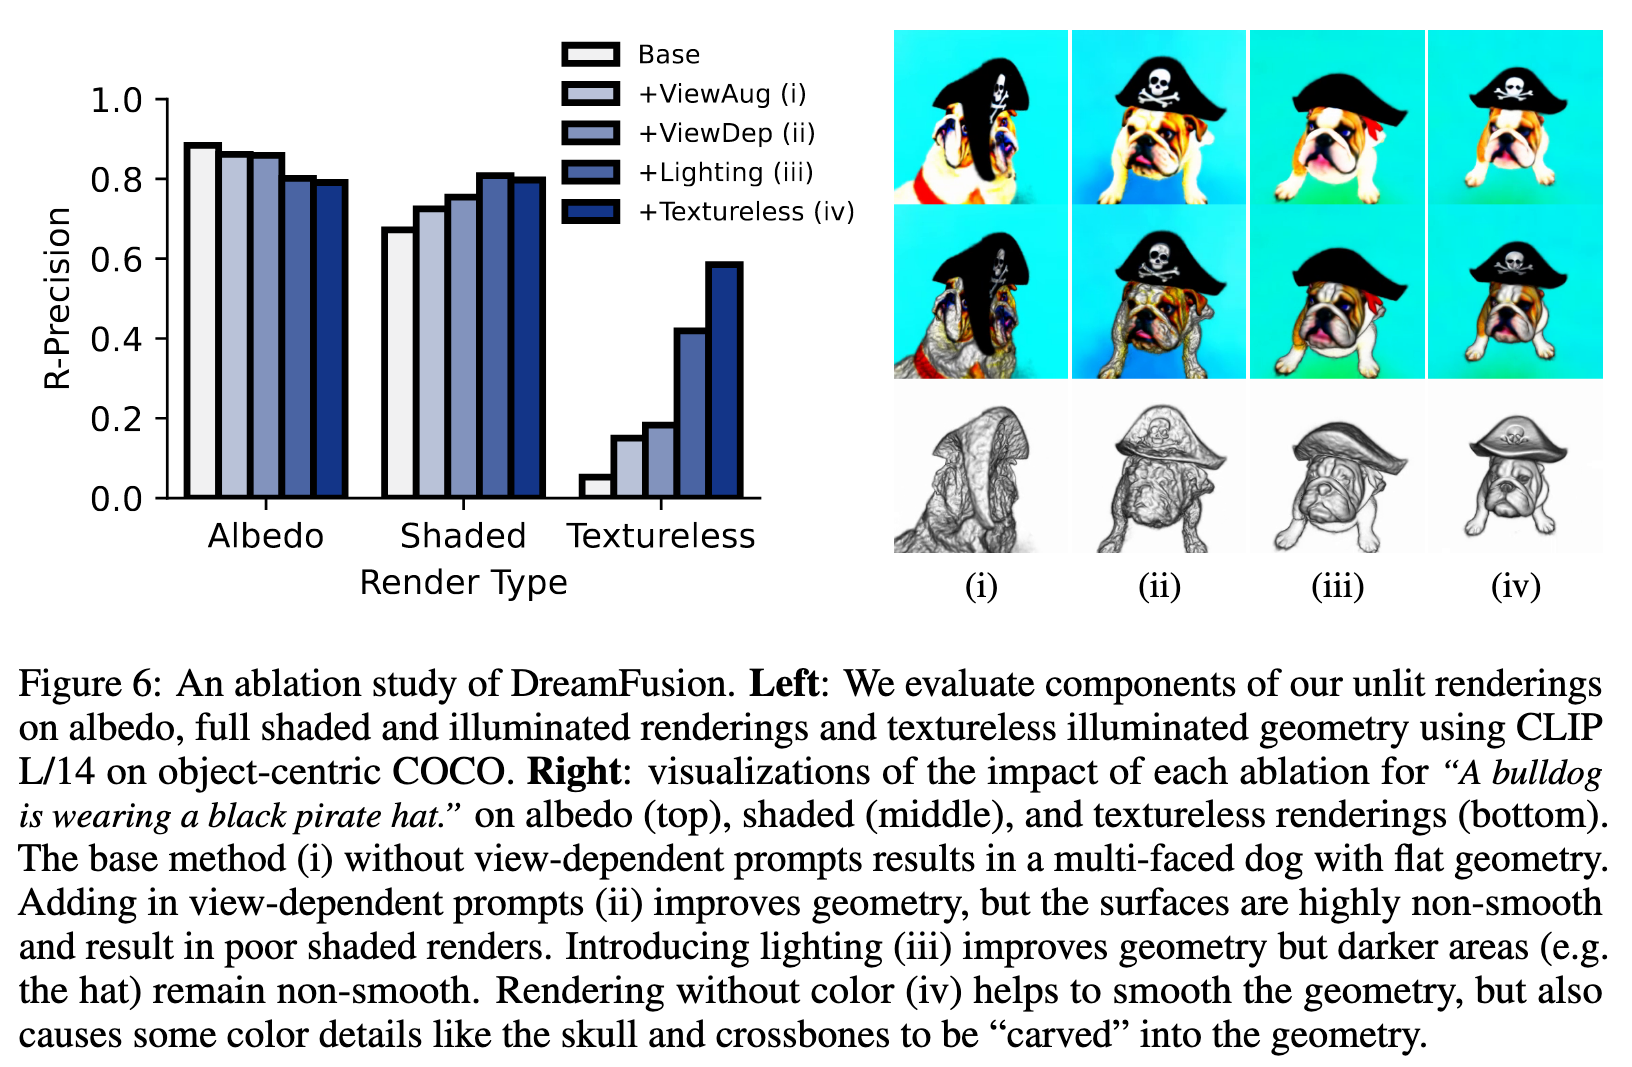 Base
+ViewAug (i)
+ViewDep (ii)
+Lighting (iii)
+Textureless (iv)
1.0
0.8
0.6
0.4
0.2
0.0
R-Precision
Albedo Shaded Textureless
Render Type
(i) (ii) (iii) (iv)
Figure 6: An ablation study of DreamFusion. Left: We evaluate components of our unlit renderings
on albedo, full shaded and illuminated renderings and textureless illuminated geometry using CLIP
L/14 on object-centric COCO. Right: visualizations of the impact of each ablation for “A bulldog
is wearing a black pirate hat.” on albedo (top), shaded (middle), and textureless renderings (bottom).
The base method (i) without view-dependent prompts results in a multi-faced dog with flat geometry.
Adding in view-dependent prompts (ii) improves geometry, but the surfaces are highly non-smooth
and result in poor shaded renders. Introducing lighting (iii) improves geometry but darker areas (e.g.
the hat) remain non-smooth. Rendering without color (iv) helps to smooth the geometry, but also
causes some color details like the skull and crossbones to be “carved” into the geometry.